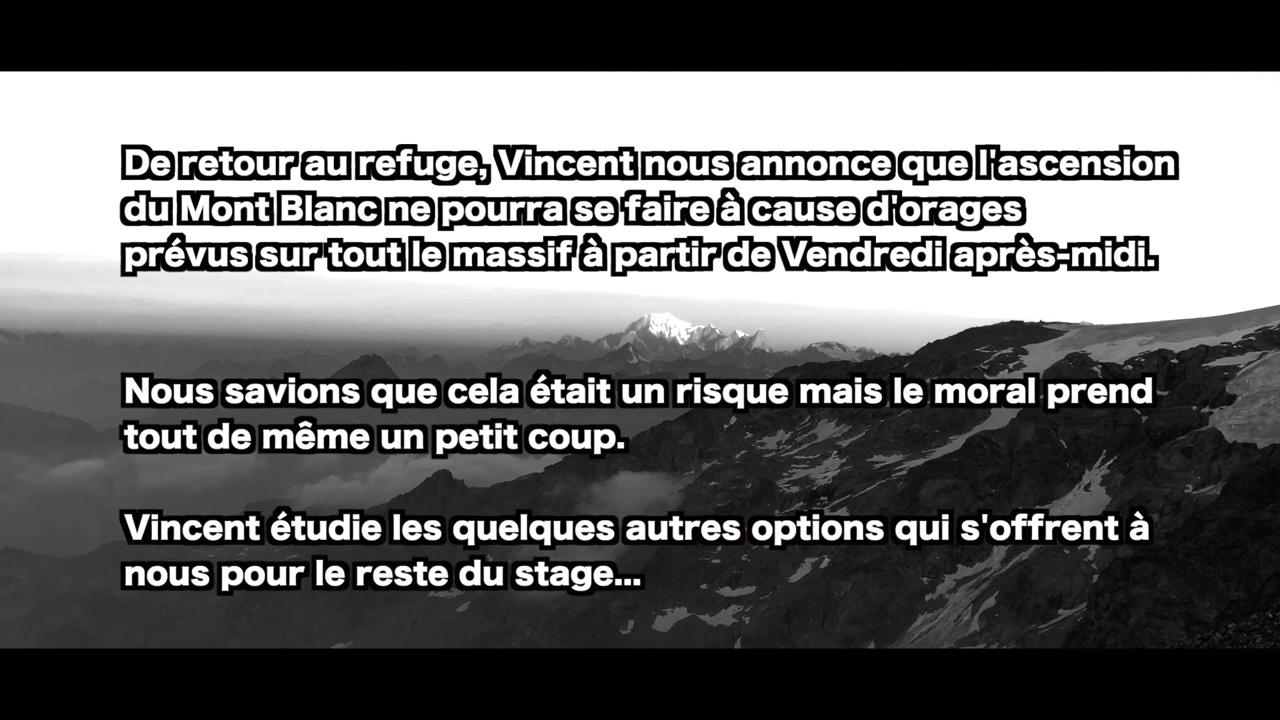 De retour au refuge, Vincent nous annonce que l'ascension
du Mont Blanc ne pourra se faire à cause d'orages
prévus sur tout le massif à partir de Vendredi après-midi.
Nous savions que cela était un risque mais le moral prend
tout de même un petit coup.
Vincent étudie les quelques autres options qui s'offrent à
nous pour le reste du stage...